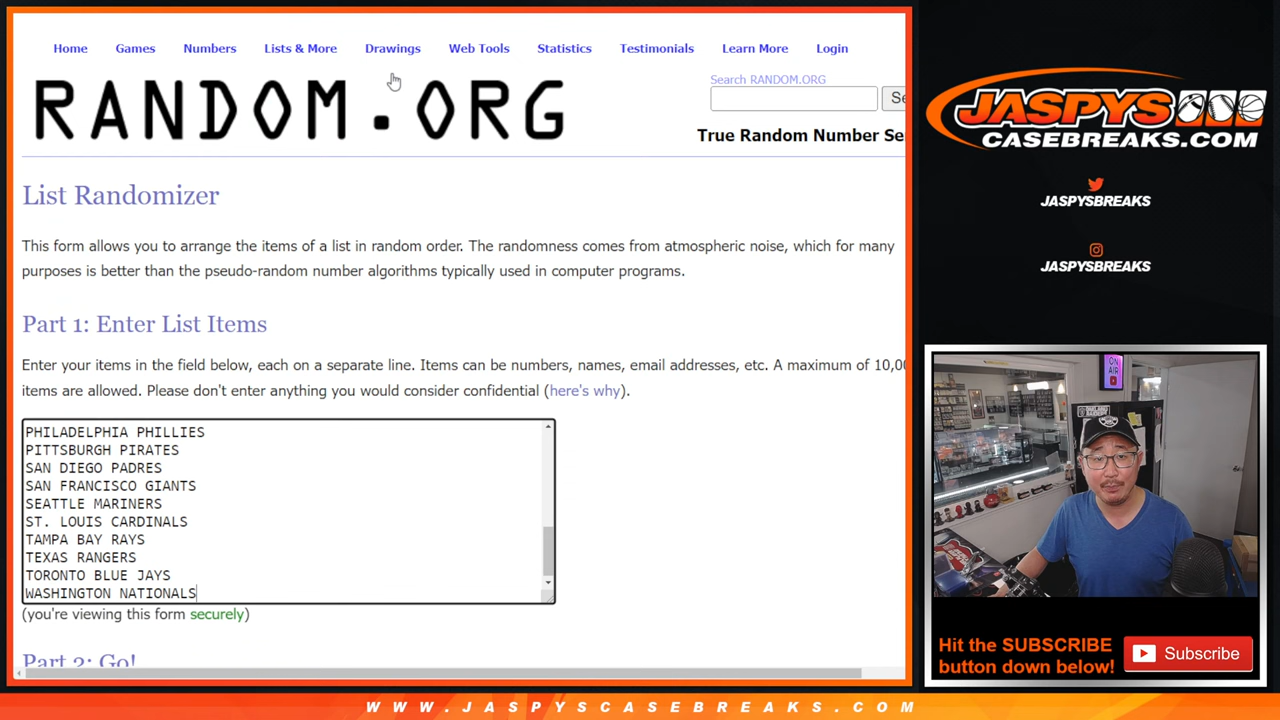 Home Games Numbers Lists & More Drawings Web Tools Statistics Testimonials Learn More Login
RANDOM.ORG
Search RANDOM.ORG
Se
True Random Number Se
List Randomizer
This form allows you to arrange the items of a list in random order. The randomness comes from atmospheric noise, which for many
purposes is better than the pseudo-random number algorithms typically used in computer programs.
Part 1: Enter List Items
Enter your items in the field below, each on a separate line. Items can be numbers, names, email addresses, etc. A maximum of 10,00
items are allowed. Please don't enter anything you would consider confidential (here's why).
PHILADELPHIA PHILLIES
PITTSBURGH PIRATES
SAN DIEGO PADRES
SAN FRANCISCO GIANTS
SEATTLE MARINERS
ST. LOUIS CARDINALS
TAMPA BAY RAYS
TEXAS RANGERS
TORONTO BLUE JAYS
WASHINGTON NATIONALS
(you're viewing this form securely)
Part 2: Go!
JASPYS
CASEBREAKS.COM
JASPYSBREAKS
JASPYSBREAKS
ON
AIR
Hit the SUBSCRIBE
button down below!
Subscribe
WWW.JASPYSCASEBREAKS.COM